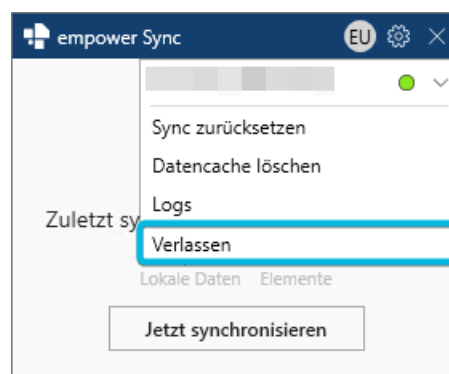 empower Sync EU
Sync zurücksetzen
Datencache löschen
Logs
Zuletzt sy
Verlassen
Lokale Daten Elemente
Jetzt synchronisieren